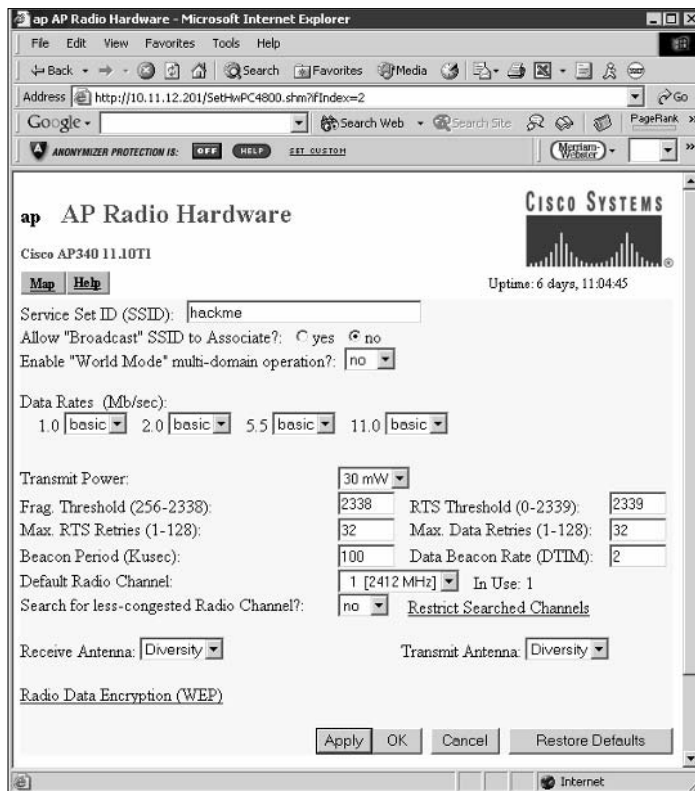 ap AP Radio Hardware - Microsoft Internet Explorer
File Edit View Favorites Tools Help
Back Search Favorites Media
Address http://10.11.12.201/SetHwPC4800.shm?ifIndex=2 Go
Google Search Web Search Site PageRank
ANONYMIZER PROTECTION IS: OFF HELP SET CUSTOM Merriam-Webster
ap AP Radio Hardware
CISCO SYSTEMS
Cisco AP340 11.10T1
Map Help Uptime: 6 days, 11:04:45
Service Set ID (SSID): hackme
Allow "Broadcast" SSID to Associate?: yes no
Enable "World Mode" multi-domain operation?: no
Data Rates (Mb/sec):
1.0 basic 2.0 basic 5.5 basic 11.0 basic
Transmit Power: 30 mW
Frag. Threshold (256-2338): 2338 RTS Threshold (0-2339): 2339
Max. RTS Retries (1-128): 32 Max. Data Retries (1-128): 32
Beacon Period (Kusec): 100 Data Beacon Rate (DTIM): 2
Default Radio Channel: 1 [2412 MHz] In Use: 1
Search for less-congested Radio Channel?: no Restrict Searched Channels
Receive Antenna: Diversity Transmit Antenna: Diversity
Radio Data Encryption (WEP)
Apply OK Cancel Restore Defaults
Internet